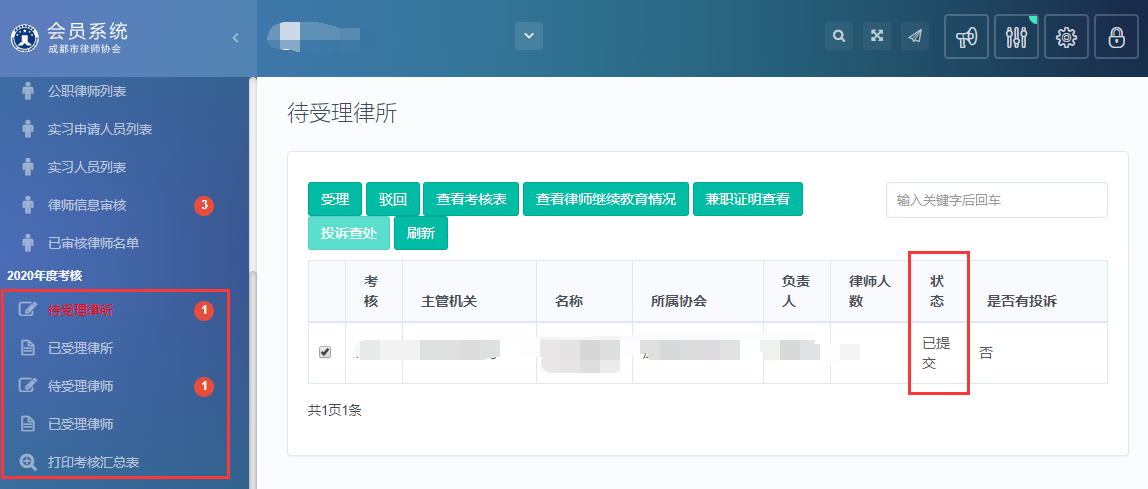 会员系统
成都市律师协会
公职律师列表
实习申请人员列表
实习人员列表
律师信息审核 3
已审核律师名单
2020年度考核
待受理律所 1
已受理律所
待受理律师 1
已受理律师
打印考核汇总表
待受理律所
受理 驳回 查看考核表 查看律师继续教育情况 兼职证明查看
输入关键字后回车
投诉查处 刷新
考核 主管机关 名称 所属协会 负责人 律师人数 状态 是否有投诉
已提交 否
共1页1条